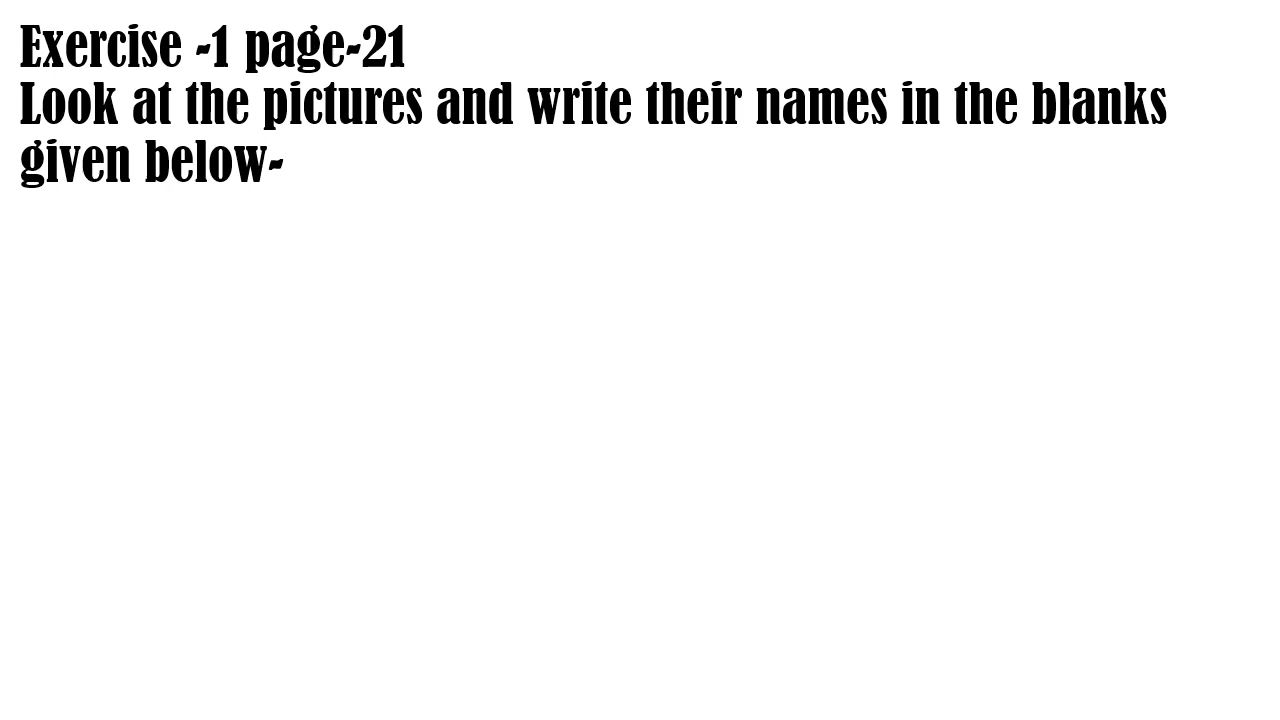 Exercise -1 page-21
Look at the pictures and write their names in the blanks
given below-